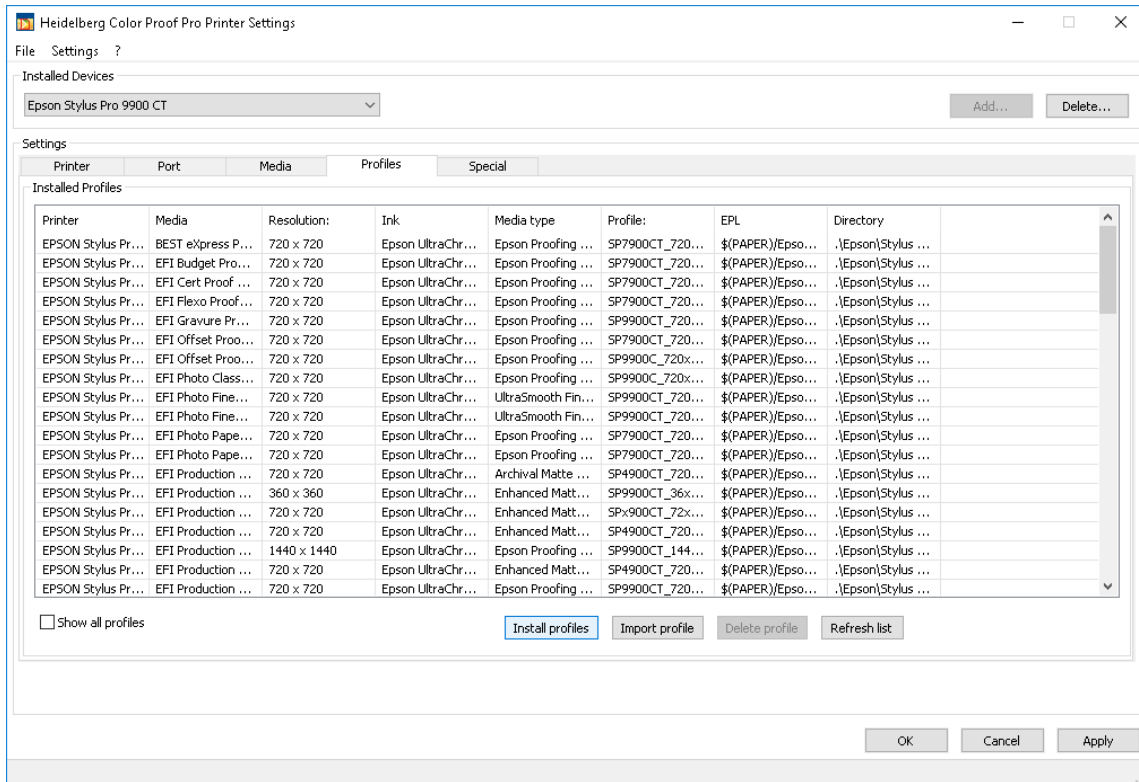 Heidelberg Color Proof Pro Printer Settings
File Settings ?
Installed Devices
Epson Stylus Pro 9900 CT Add... Delete...
Settings
Printer Port Media Profiles Special
Installed Profiles
Printer Media Resolution: Ink Media type Profile: EPL Directory
EPSON Stylus Pr... BEST eXpress P... 720 x 720 Epson UltraChr... Epson Proofing ... SP7900CT_720... $(PAPER)/Epso... .\Epson\Stylus ...
EPSON Stylus Pr... EFI Budget Pro... 720 x 720 Epson UltraChr... Epson Proofing ... SP7900CT_720... $(PAPER)/Epso... .\Epson\Stylus ...
EPSON Stylus Pr... EFI Cert Proof ... 720 x 720 Epson UltraChr... Epson Proofing ... SP7900CT_720... $(PAPER)/Epso... .\Epson\Stylus ...
EPSON Stylus Pr... EFI Flexo Proof... 720 x 720 Epson UltraChr... Epson Proofing ... SP7900CT_720... $(PAPER)/Epso... .\Epson\Stylus ...
EPSON Stylus Pr... EFI Gravure Pr... 720 x 720 Epson UltraChr... Epson Proofing ... SP9900CT_720... $(PAPER)/Epso... .\Epson\Stylus ...
EPSON Stylus Pr... EFI Offset Proo... 720 x 720 Epson UltraChr... Epson Proofing ... SP7900CT_720... $(PAPER)/Epso... .\Epson\Stylus ...
EPSON Stylus Pr... EFI Offset Proo... 720 x 720 Epson UltraChr... Epson Proofing ... SP9900C_720x... $(PAPER)/Epso... .\Epson\Stylus ...
EPSON Stylus Pr... EFI Photo Class... 720 x 720 Epson UltraChr... Epson Proofing ... SP9900C_720x... $(PAPER)/Epso... .\Epson\Stylus ...
EPSON Stylus Pr... EFI Photo Fine... 720 x 720 Epson UltraChr... UltraSmooth Fin... SP9900CT_720... $(PAPER)/Epso... .\Epson\Stylus ...
EPSON Stylus Pr... EFI Photo Fine... 720 x 720 Epson UltraChr... UltraSmooth Fin... SP9900CT_720... $(PAPER)/Epso... .\Epson\Stylus ...
EPSON Stylus Pr... EFI Photo Pape... 720 x 720 Epson UltraChr... Epson Proofing ... SP7900CT_720... $(PAPER)/Epso... .\Epson\Stylus ...
EPSON Stylus Pr... EFI Photo Pape... 720 x 720 Epson UltraChr... Epson Proofing ... SP7900CT_720... $(PAPER)/Epso... .\Epson\Stylus ...
EPSON Stylus Pr... EFI Production ... 720 x 720 Epson UltraChr... Archival Matte ... SP4900CT_720... $(PAPER)/Epso... .\Epson\Stylus ...
EPSON Stylus Pr... EFI Production ... 360 x 360 Epson UltraChr... Enhanced Matt... SP9900CT_36x... $(PAPER)/Epso... .\Epson\Stylus ...
EPSON Stylus Pr... EFI Production ... 720 x 720 Epson UltraChr... Enhanced Matt... SPx900CT_72x... $(PAPER)/Epso... .\Epson\Stylus ...
EPSON Stylus Pr... EFI Production ... 720 x 720 Epson UltraChr... Enhanced Matt... SP4900CT_720... $(PAPER)/Epso... .\Epson\Stylus ...
EPSON Stylus Pr... EFI Production ... 1440 x 1440 Epson UltraChr... Epson Proofing ... SP9900CT_144... $(PAPER)/Epso... .\Epson\Stylus ...
EPSON Stylus Pr... EFI Production ... 720 x 720 Epson UltraChr... Enhanced Matt... SP4900CT_720... $(PAPER)/Epso... .\Epson\Stylus ...
EPSON Stylus Pr... EFI Production ... 720 x 720 Epson UltraChr... Epson Proofing ... SP9900CT_720... $(PAPER)/Epso... .\Epson\Stylus ...
Show all profiles Install profiles Import profile Delete profile Refresh list
OK Cancel Apply